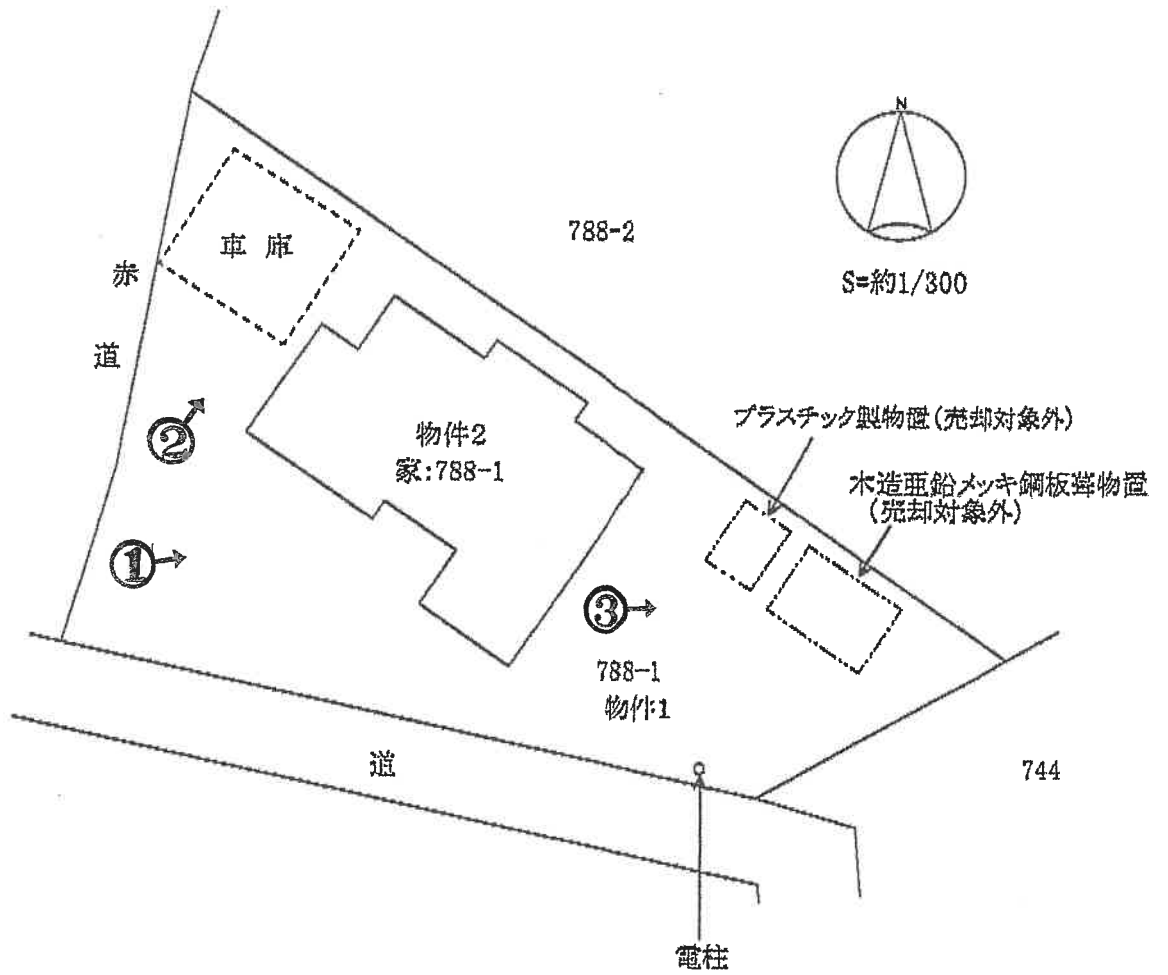 N
788-2
S=約1/300
車庫
赤道
②
プラスチック製物置(売却対象外)
物件2
家:788-1
木造亜鉛メッキ鋼板葺物置
(売却対象外)
①
③
788-1
物件1
道
744
電柱